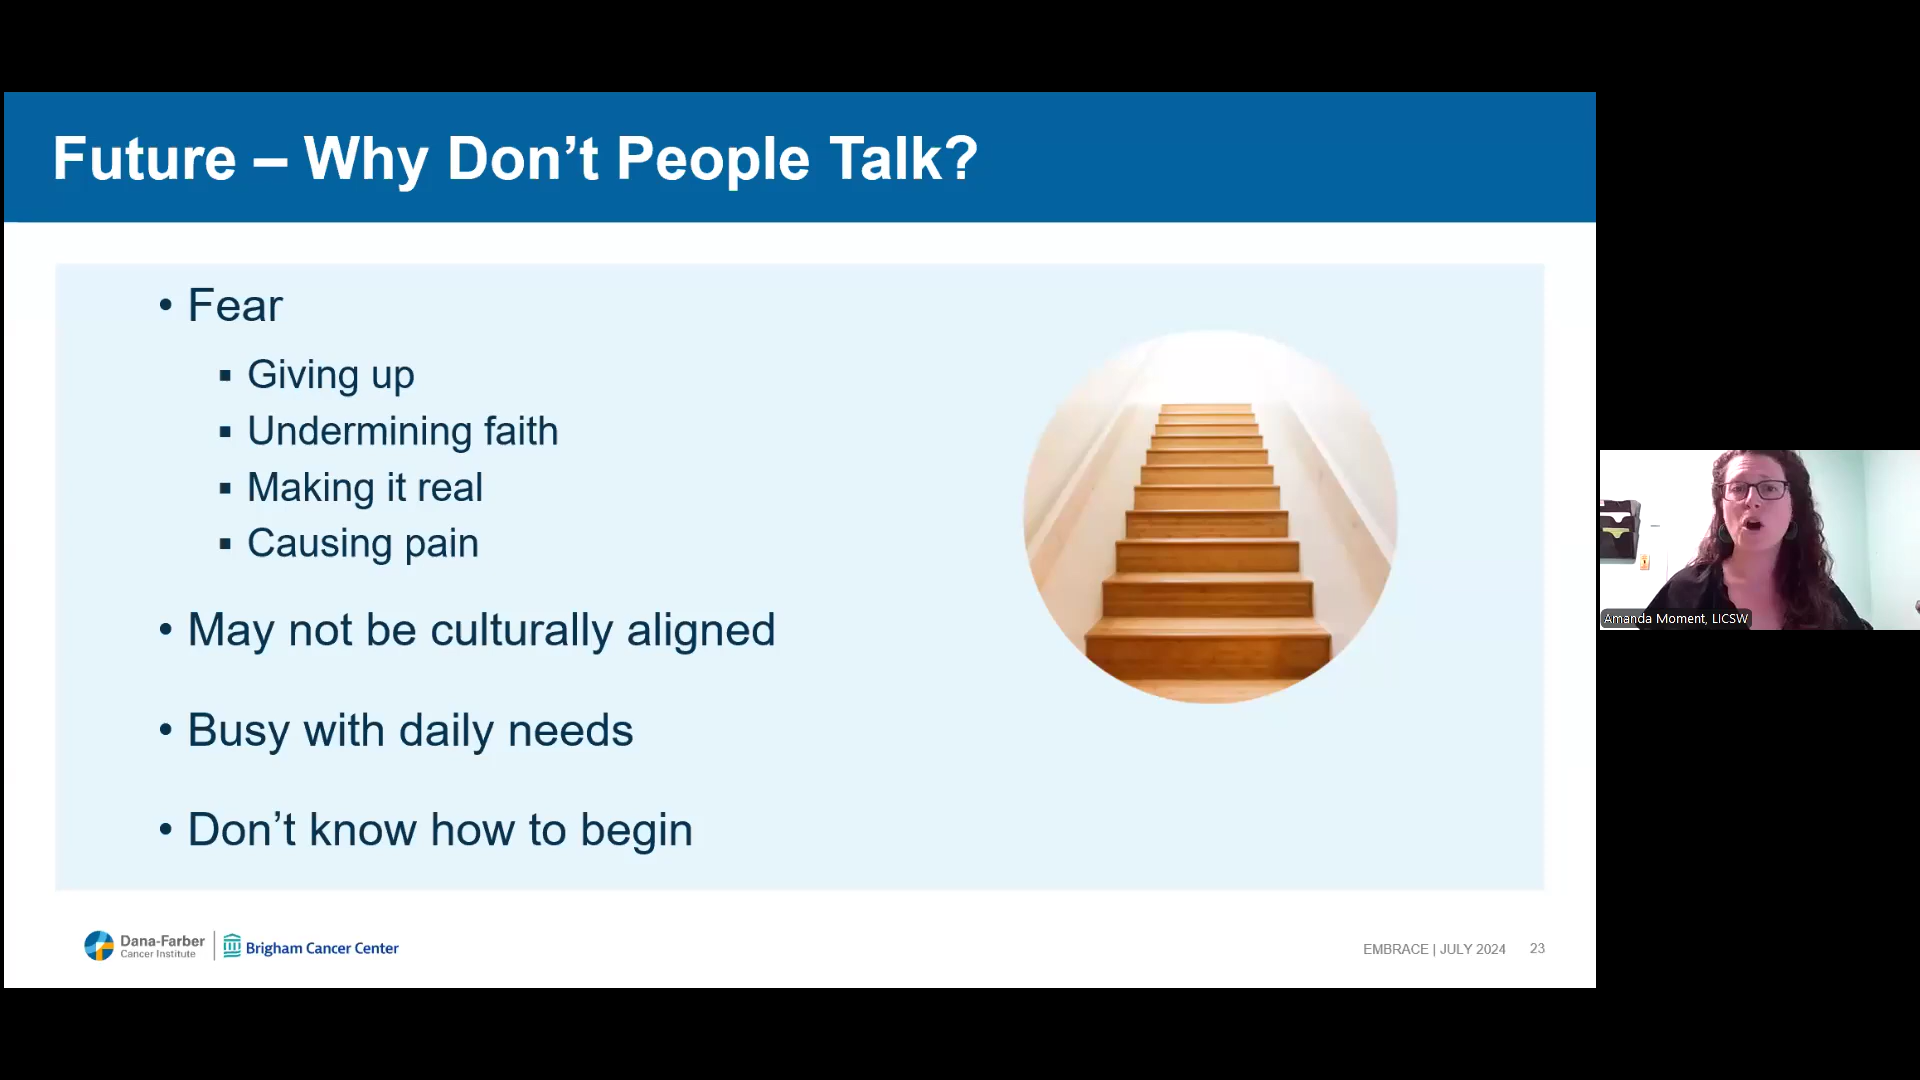 Future – Why Don’t People Talk?
• Fear
▪ Giving up
▪ Undermining faith
▪ Making it real
▪ Causing pain
• May not be culturally aligned
• Busy with daily needs
• Don’t know how to begin
Dana-Farber
Cancer Institute
Brigham Cancer Center
EMBRACE | JULY 2024 23
Amanda Moment, LICSW